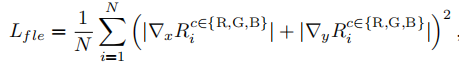 L_{fle} = \frac{1}{N} \sum_{i=1}^{N} \left( |\nabla_x R_i^{c \in \{R,G,B\}}| + |\nabla_y R_i^{c \in \{R,G,B\}}| \right)^2,